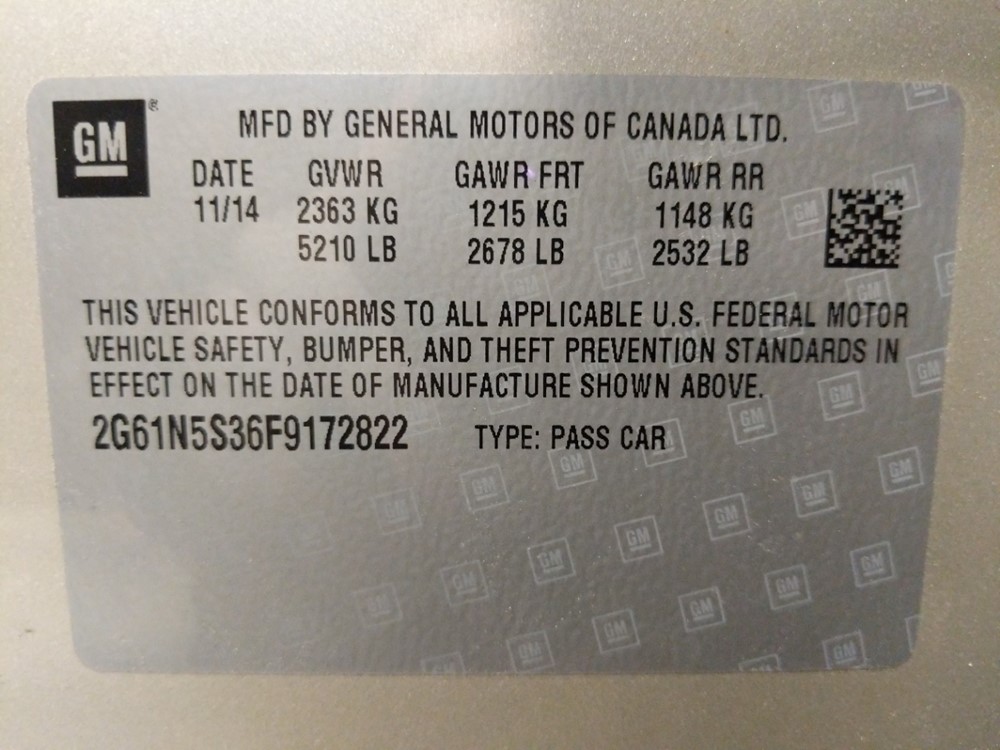 GM ®
MFD BY GENERAL MOTORS OF CANADA LTD.
DATE GVWR GAWR FRT GAWR RR
11/14 2363 KG 1215 KG 1148 KG
5210 LB 2678 LB 2532 LB
THIS VEHICLE CONFORMS TO ALL APPLICABLE U.S. FEDERAL MOTOR
VEHICLE SAFETY, BUMPER, AND THEFT PREVENTION STANDARDS IN
EFFECT ON THE DATE OF MANUFACTURE SHOWN ABOVE.
2G61N5S36F9172822 TYPE: PASS CAR